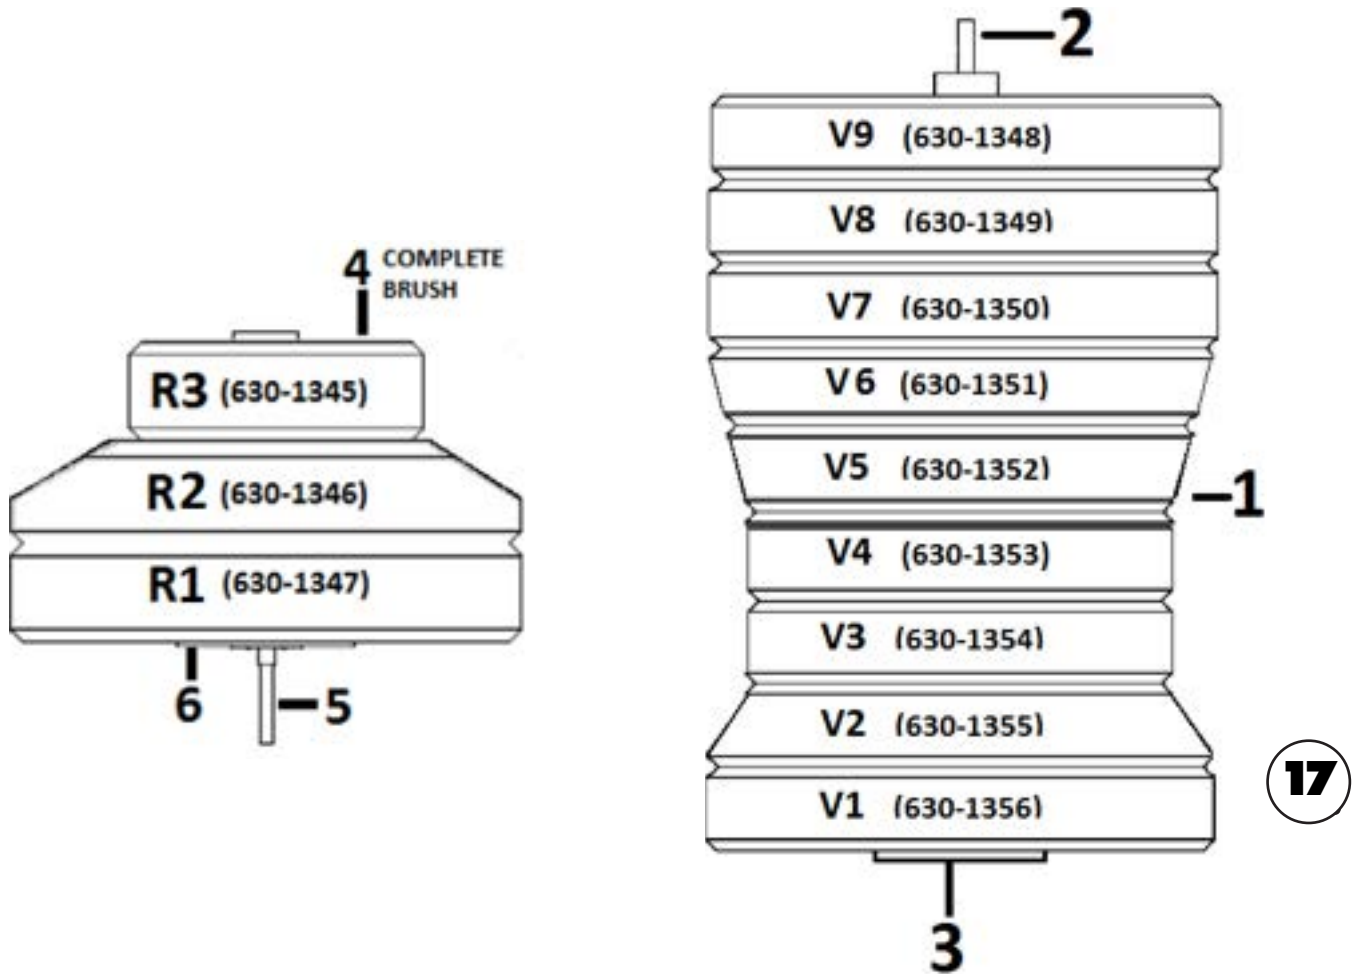 4 COMPLETE
BRUSH
R3 (630-1345)
R2 (630-1346)
R1 (630-1347)
6
5
2
V9 (630-1348)
V8 (630-1349)
V7 (630-1350)
V6 (630-1351)
V5 (630-1352)
1
V4 (630-1353)
V3 (630-1354)
V2 (630-1355)
V1 (630-1356)
3
17